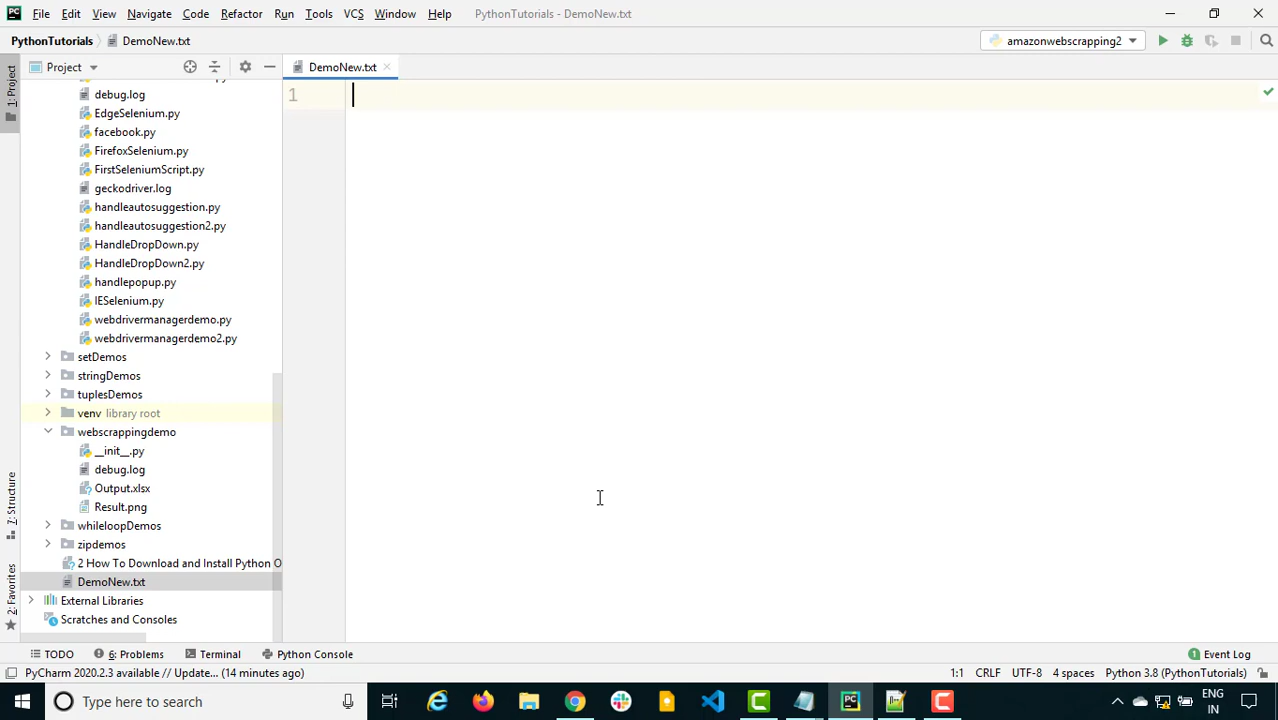 PC File Edit View Navigate Code Refactor Run Tools VCS Window Help PythonTutorials - DemoNew.txt
PythonTutorials DemoNew.txt amazonwebscrapping2
1: Project
Project
DemoNew.txt
1
debug.log
EdgeSelenium.py
facebook.py
FirefoxSelenium.py
FirstSeleniumScript.py
geckodriver.log
handleautosuggestion.py
handleautosuggestion2.py
HandleDropDown.py
HandleDropDown2.py
handlepopup.py
IESelenium.py
webdrivermanagerdemo.py
webdrivermanagerdemo2.py
setDemos
stringDemos
tuplesDemos
venv library root
webscrappingdemo
__init__.py
debug.log
Output.xlsx
Result.png
whileloopDemos
zipdemos
2 How To Download and Install Python O
DemoNew.txt
External Libraries
Scratches and Consoles
7: Structure
2: Favorites
TODO 6: Problems Terminal Python Console 1 Event Log
PyCharm 2020.2.3 available // Update... (14 minutes ago) 1:1 CRLF UTF-8 4 spaces Python 3.8 (PythonTutorials)
Type here to search PC ENG
IN